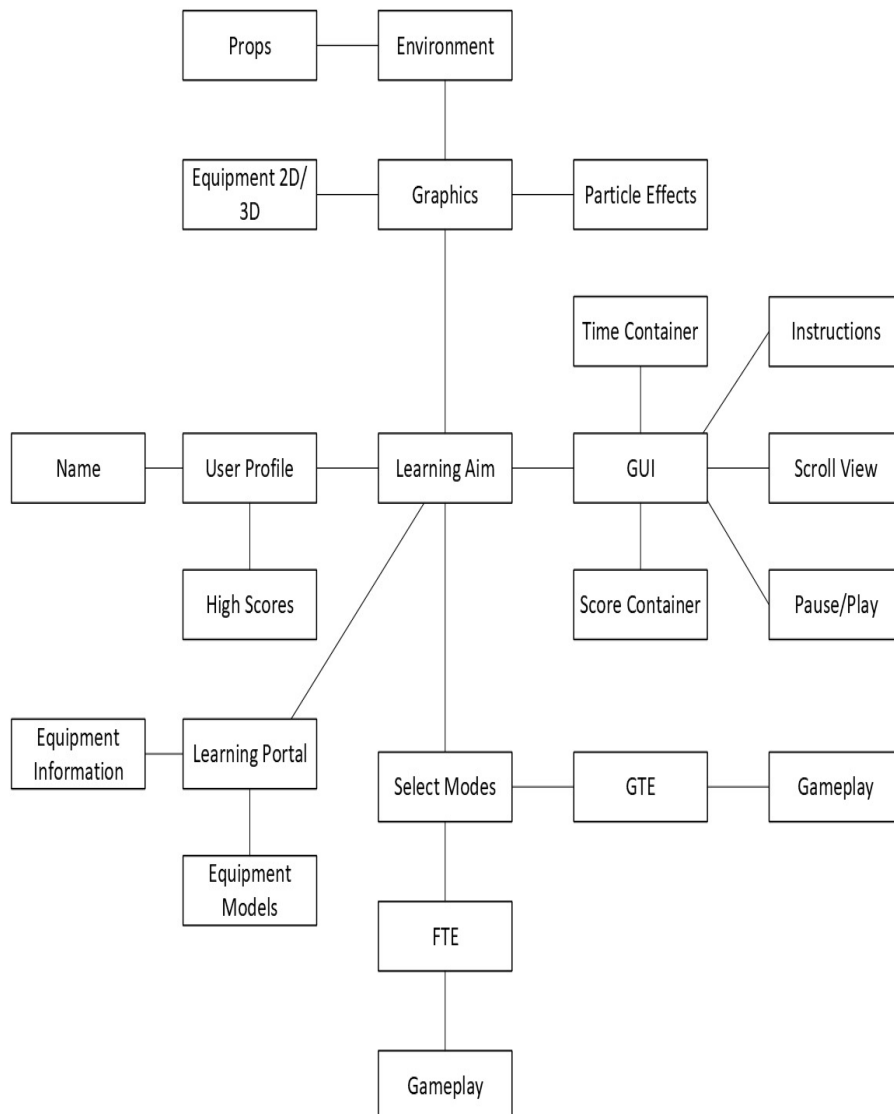 Props
Environment
Equipment 2D/
3D
Graphics
Particle Effects
Time Container
Instructions
Name
User Profile
Learning Aim
GUI
Scroll View
High Scores
Score Container
Pause/Play
Equipment
Information
Learning Portal
Select Modes
GTE
Gameplay
Equipment
Models
FTE
Gameplay